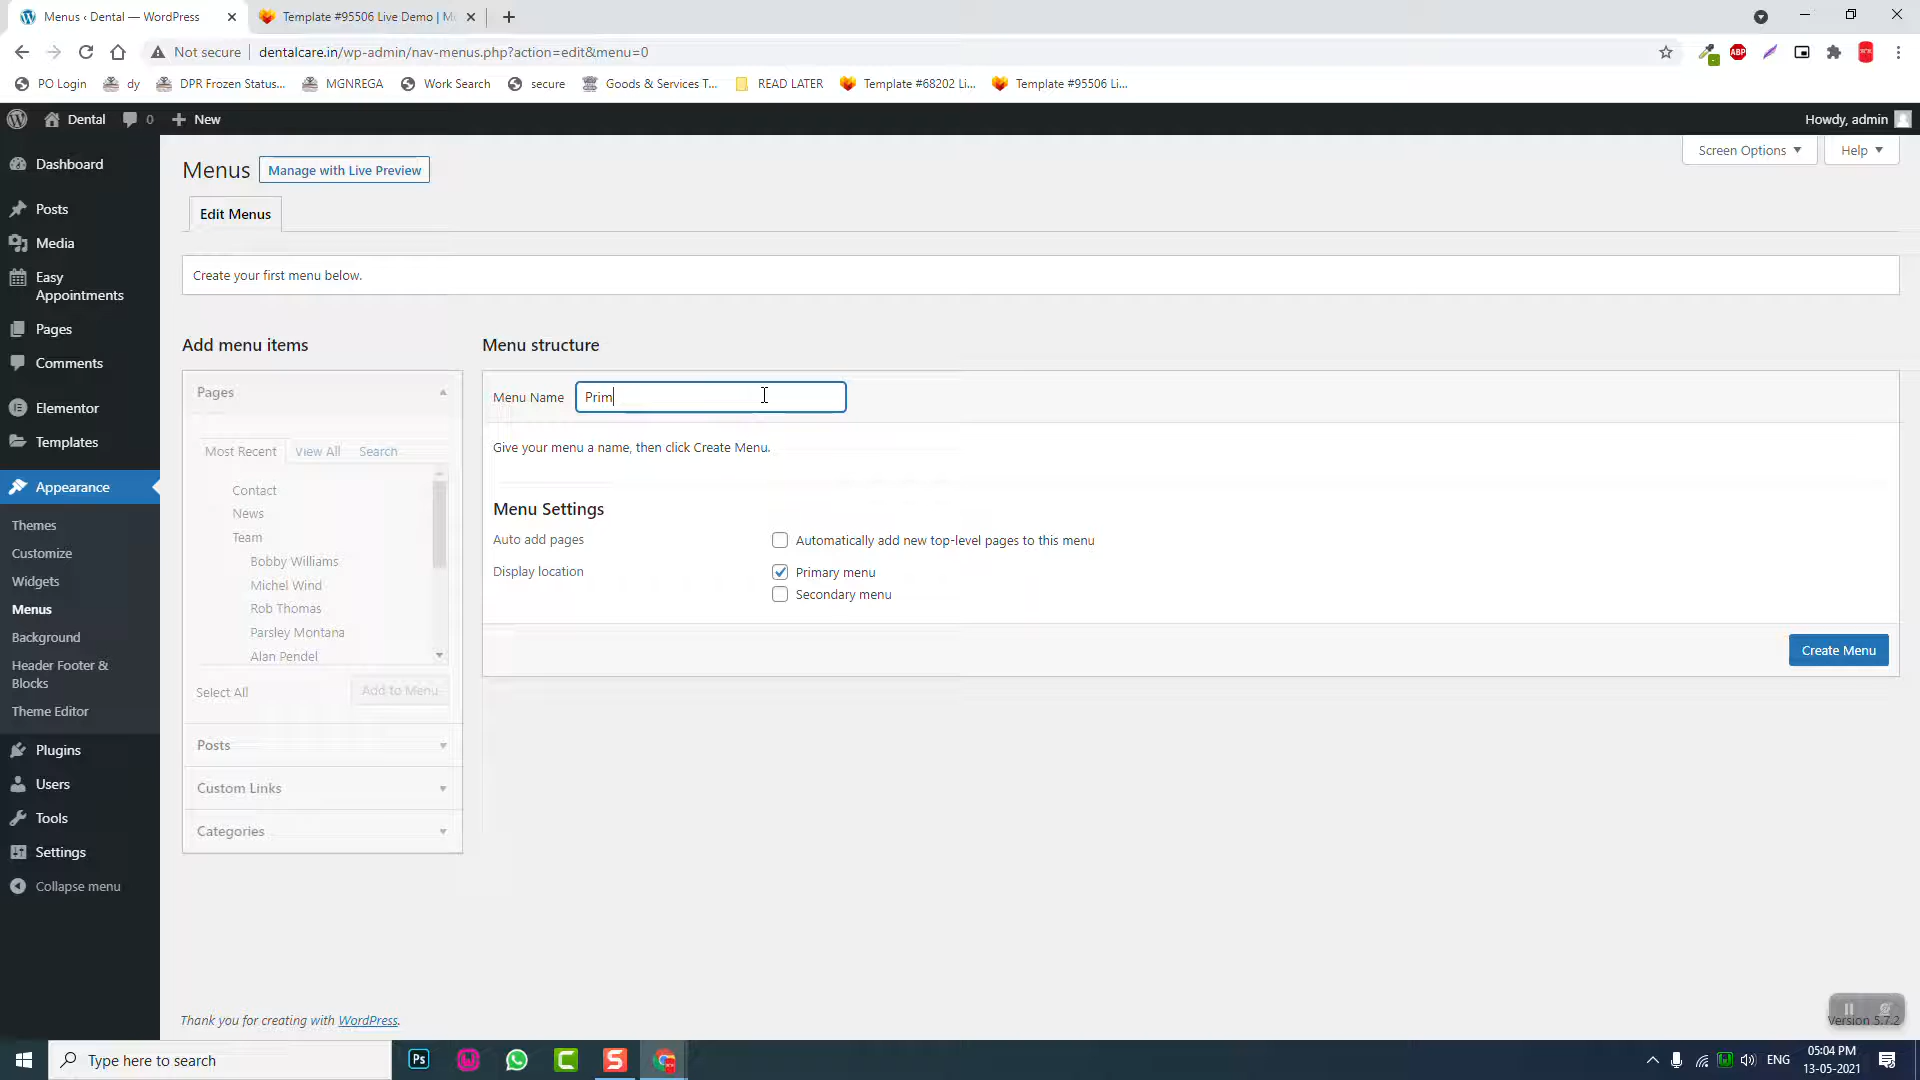 Menus ‹ Dental — WordPress
Template #95506 Live Demo | M
Not secure
dentalcare.in/wp-admin/nav-menus.php?action=edit&menu=0
PO Login
dy
DPR Frozen Status...
MGNREGA
Work Search
secure
Goods & Services T...
READ LATER
Template #68202 Li...
Template #95506 Li...
Dental
0
New
Howdy, admin
Dashboard
Posts
Media
Easy
Appointments
Pages
Comments
Elementor
Templates
Appearance
Themes
Customize
Widgets
Menus
Background
Header Footer &
Blocks
Theme Editor
Plugins
Users
Tools
Settings
Collapse menu
Menus
Manage with Live Preview
Screen Options
Help
Edit Menus
Create your first menu below.
Add menu items
Pages
Most Recent
View All
Search
Contact
News
Team
Bobby Williams
Michel Wind
Rob Thomas
Parsley Montana
Alan Pendel
Select All
Add to Menu
Posts
Custom Links
Categories
Menu structure
Menu Name
Prim
Give your menu a name, then click Create Menu.
Menu Settings
Auto add pages
Automatically add new top-level pages to this menu
Display location
Primary menu
Secondary menu
Create Menu
Thank you for creating with WordPress.
Version 5.7.2
Type here to search
Ps
ENG
05:04 PM
13-05-2021